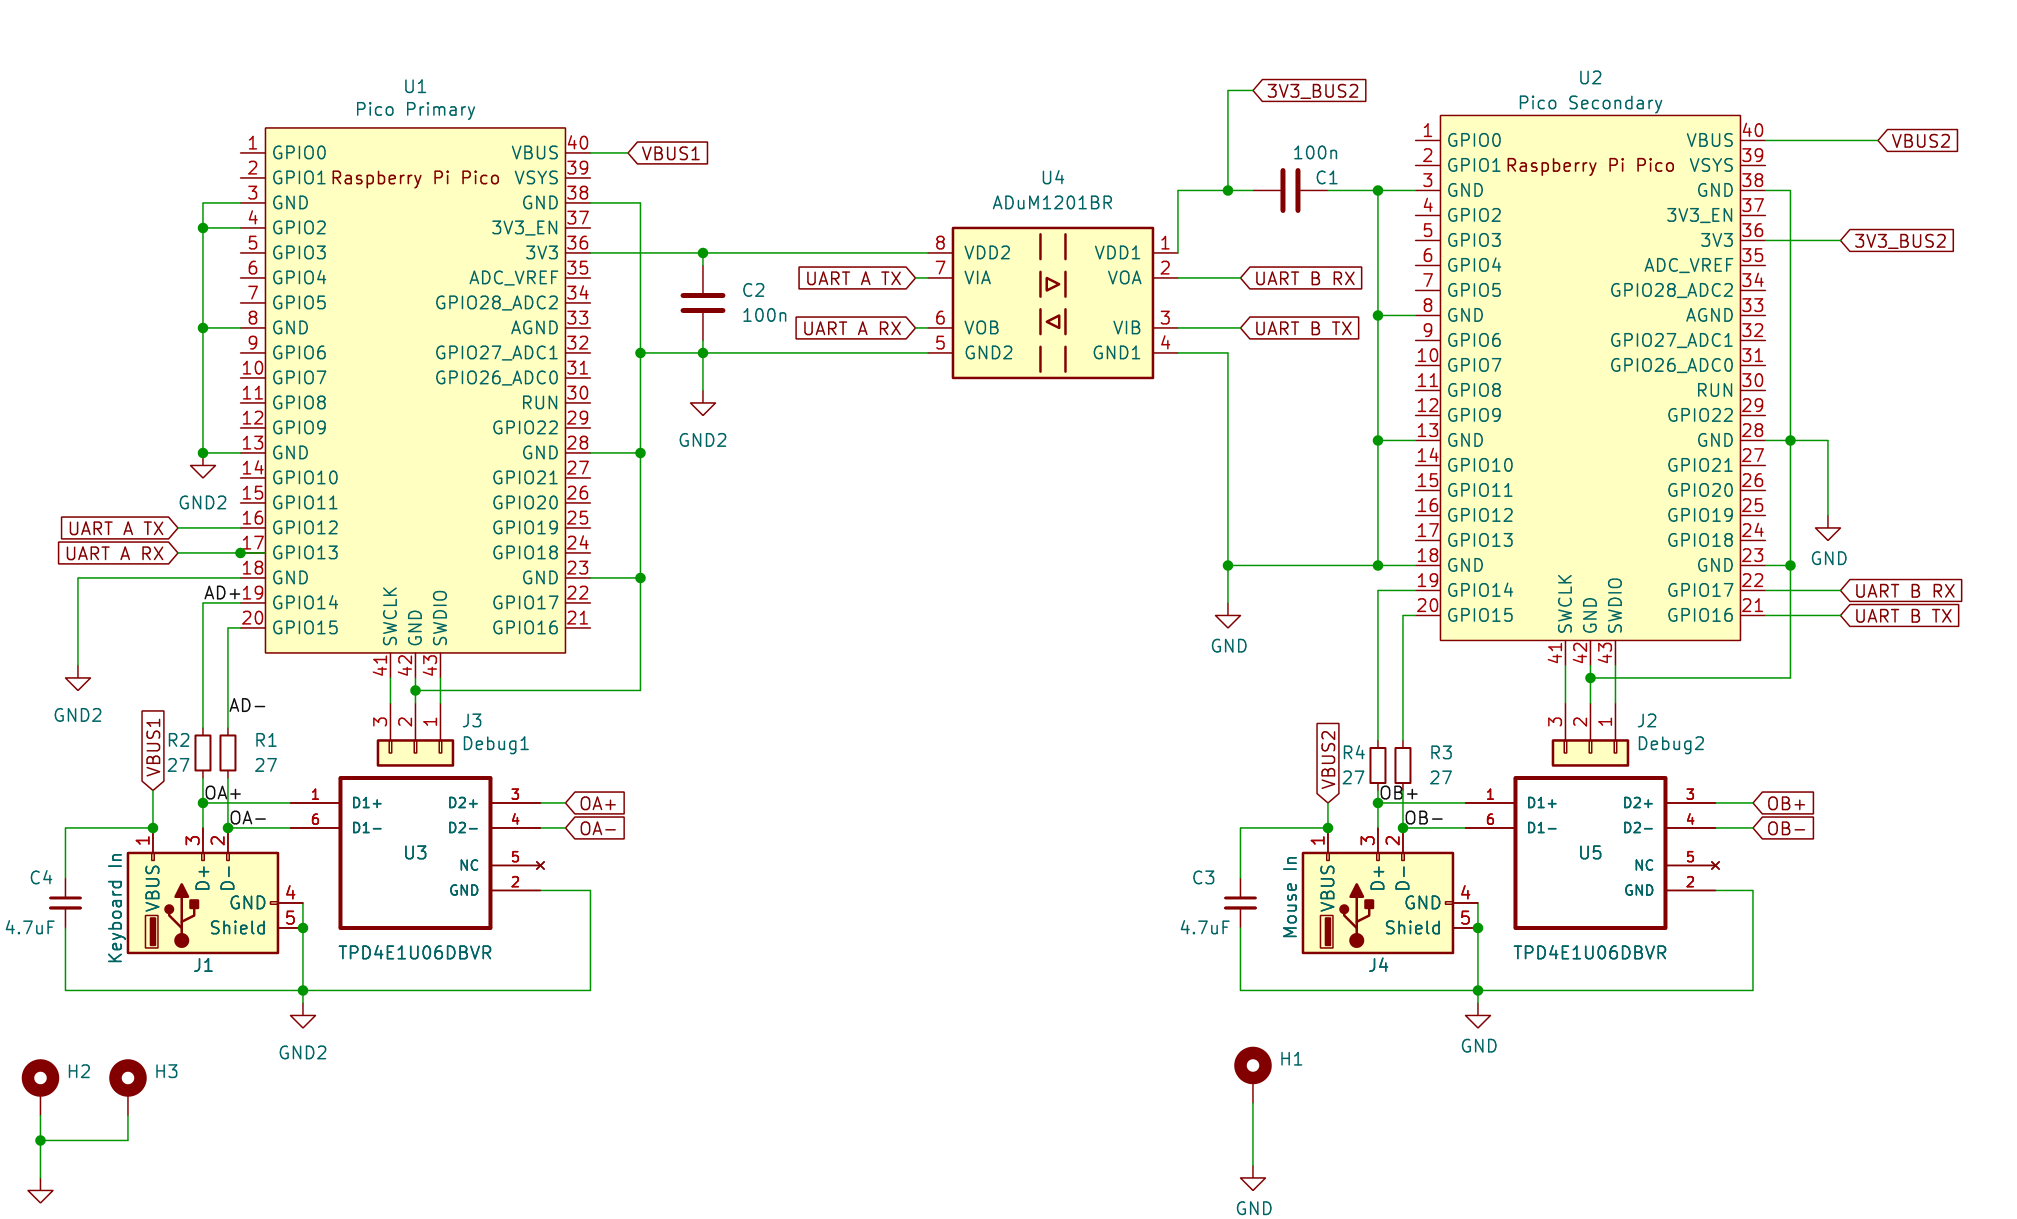 U1
Pico Primary
Raspberry Pi Pico
1 GPIO0
2 GPIO1
3 GND
4 GPIO2
5 GPIO3
6 GPIO4
7 GPIO5
8 GND
9 GPIO6
10 GPIO7
11 GPIO8
12 GPIO9
13 GND
14 GPIO10
15 GPIO11
16 GPIO12
17 GPIO13
18 GND
19 GPIO14
20 GPIO15
VBUS 40
VSYS 39
GND 38
3V3_EN 37
3V3 36
ADC_VREF 35
GPIO28_ADC2 34
AGND 33
GPIO27_ADC1 32
GPIO26_ADC0 31
RUN 30
GPIO22 29
GND 28
GPIO21 27
GPIO20 26
GPIO19 25
GPIO18 24
GND 23
GPIO17 22
GPIO16 21
SWCLK 41
GND 42
SWDIO 43
VBUS1
GND2
UART A TX
UART A RX
GND2
AD+
AD-
VBUS1
R2
27
R1
27
OA+
OA-
3 2 1
J3
Debug1
C2
100n
GND2
UART A TX
UART A RX
U4
ADuM1201BR
8 VDD2
7 VIA
6 VOB
5 GND2
VDD1 1
VOA 2
VIB 3
GND1 4
3V3_BUS2
100n
C1
UART B RX
UART B TX
GND
U2
Pico Secondary
Raspberry Pi Pico
1 GPIO0
2 GPIO1
3 GND
4 GPIO2
5 GPIO3
6 GPIO4
7 GPIO5
8 GND
9 GPIO6
10 GPIO7
11 GPIO8
12 GPIO9
13 GND
14 GPIO10
15 GPIO11
16 GPIO12
17 GPIO13
18 GND
19 GPIO14
20 GPIO15
VBUS 40
VSYS 39
GND 38
3V3_EN 37
3V3 36
ADC_VREF 35
GPIO28_ADC2 34
AGND 33
GPIO27_ADC1 32
GPIO26_ADC0 31
RUN 30
GPIO22 29
GND 28
GPIO21 27
GPIO20 26
GPIO19 25
GPIO18 24
GND 23
GPIO17 22
GPIO16 21
SWCLK 41
GND 42
SWDIO 43
VBUS2
3V3_BUS2
GND
UART B RX
UART B TX
3 2 1
J2
Debug2
VBUS2
R4
27
R3
27
OB+
OB-
C4
4.7uF
Keyboard In
1 VBUS
3 D+
2 D-
GND 4
Shield 5
J1
GND2
1 D1+
6 D1-
D2+ 3
D2- 4
NC 5
GND 2
U3
TPD4E1U06DBVR
OA+
OA-
C3
4.7uF
Mouse In
1 VBUS
3 D+
2 D-
GND 4
Shield 5
J4
GND
1 D1+
6 D1-
D2+ 3
D2- 4
NC 5
GND 2
U5
TPD4E1U06DBVR
OB+
OB-
H2
H3
H1
GND